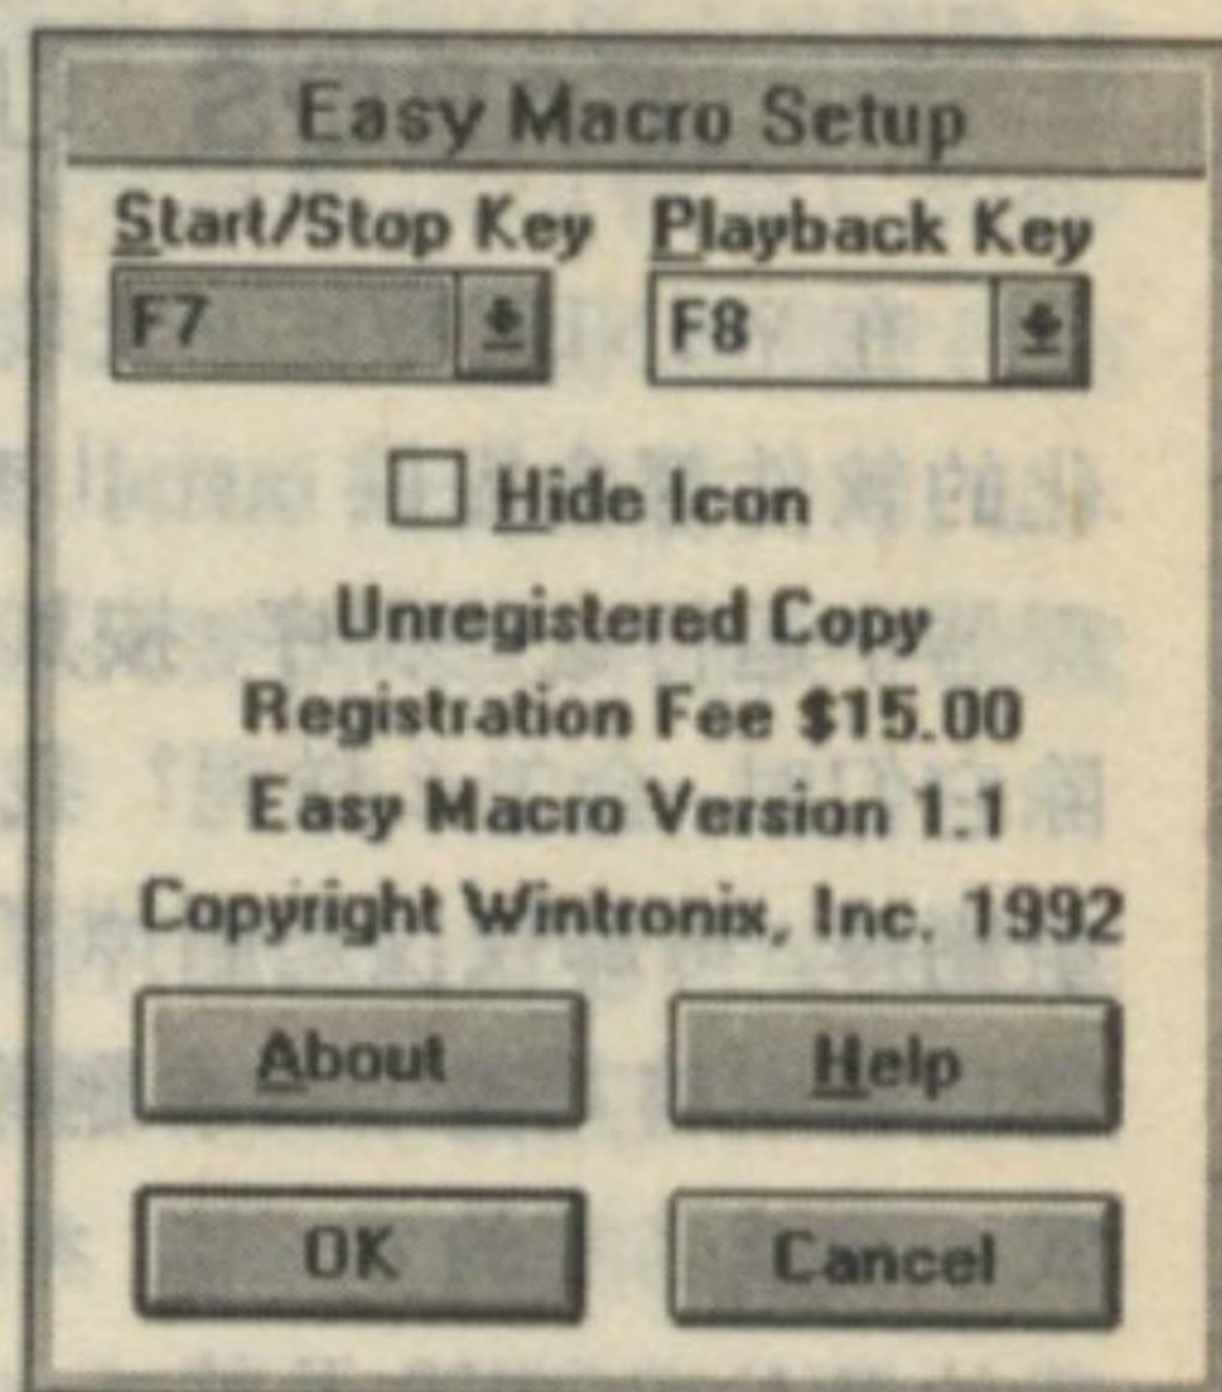 Easy Macro Setup
Start/Stop Key Playback Key
F7 F8
Hide Icon
Unregistered Copy
Registration Fee $15.00
Easy Macro Version 1.1
Copyright Wintronix, Inc. 1992
About Help
OK Cancel